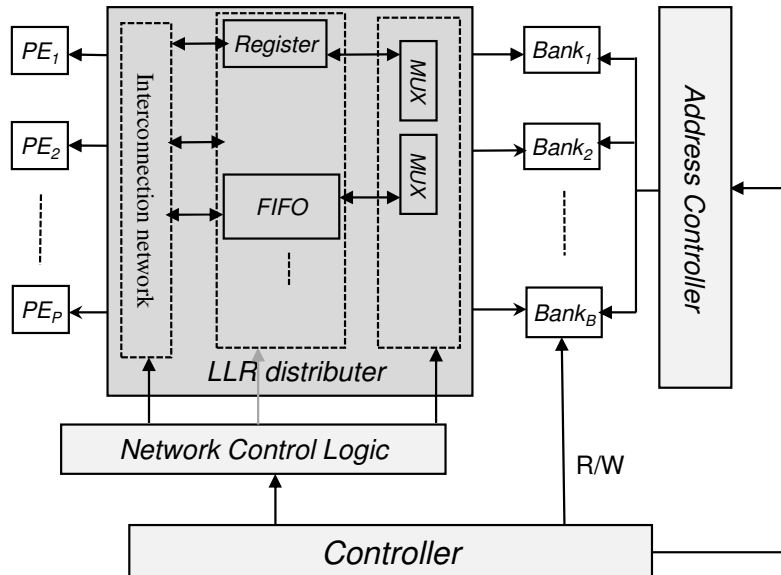 PE1
PE2
PEP
Interconnection network
Register
FIFO
MUX
MUX
LLR distributer
Bank1
Bank2
BankB
Address Controller
Network Control Logic
R/W
Controller